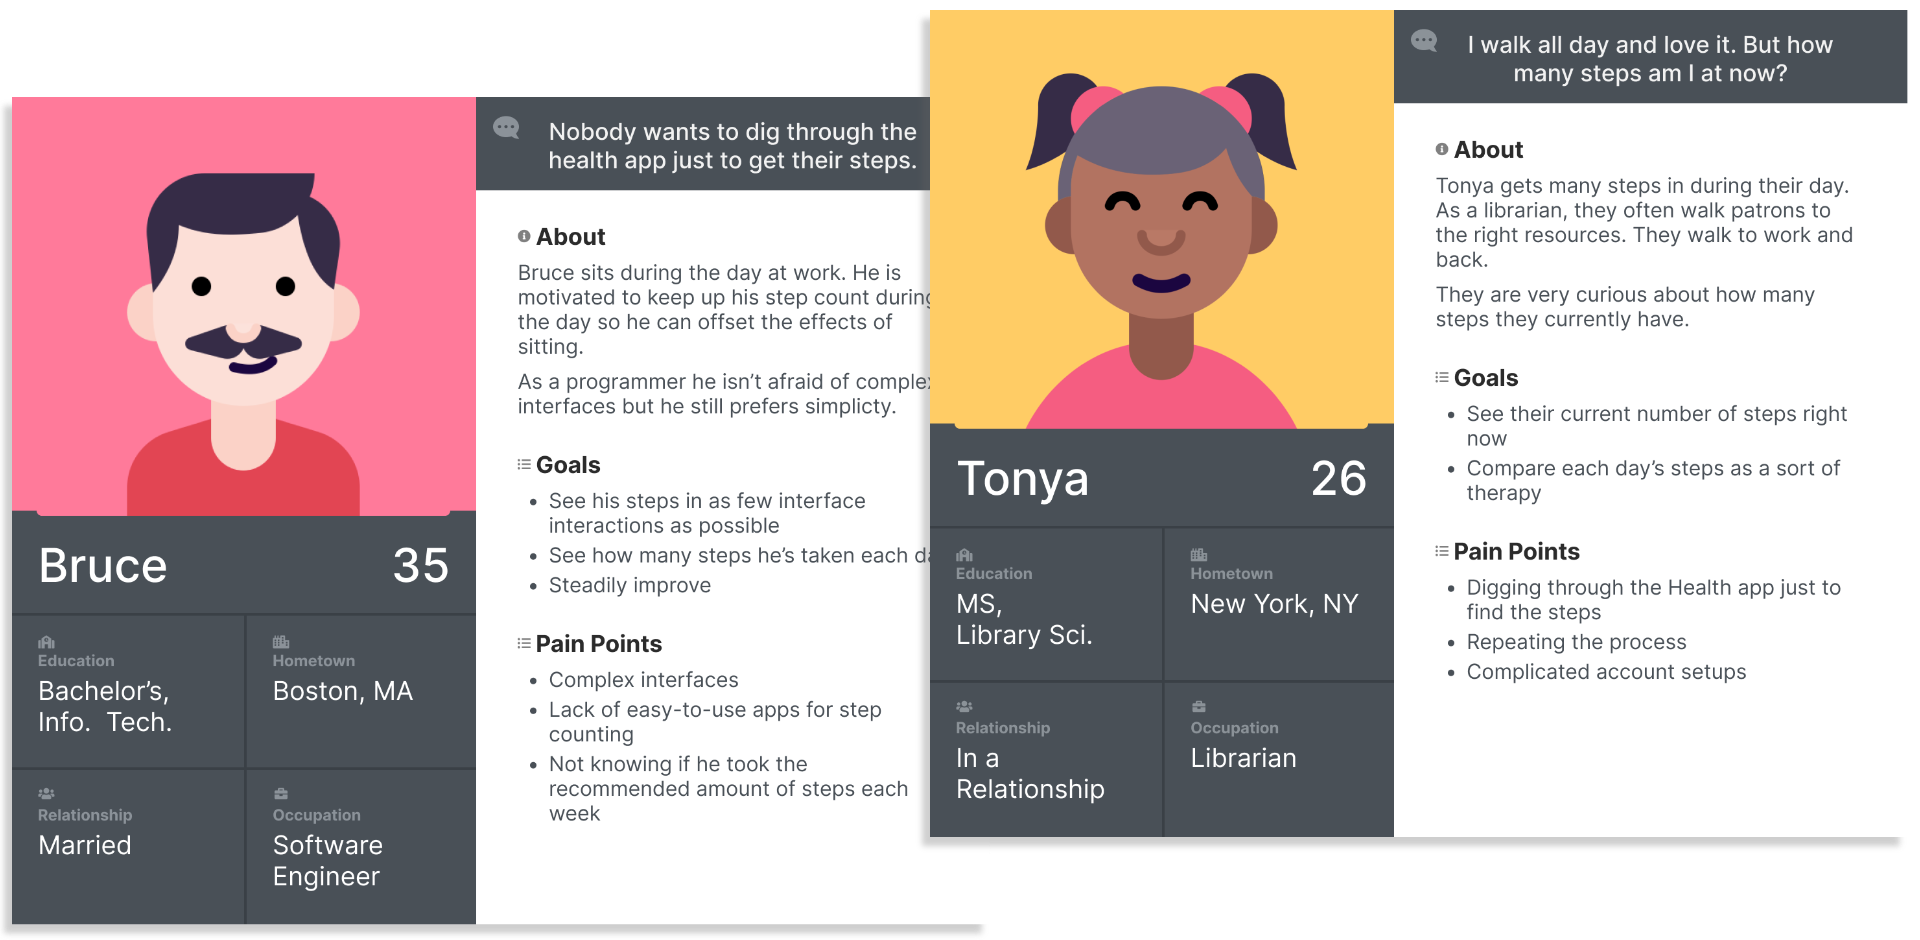 Nobody wants to dig through the
health app just to get their steps.
About
Bruce sits during the day at work. He is
motivated to keep up his step count during
the day so he can offset the effects of
sitting.
As a programmer he isn’t afraid of complex
interfaces but he still prefers simplicty.
Goals
• See his steps in as few interface
interactions as possible
• See how many steps he’s taken each da
• Steadily improve
Pain Points
• Complex interfaces
• Lack of easy-to-use apps for step
counting
• Not knowing if he took the
recommended amount of steps each
week
Bruce 35
Education
Bachelor’s,
Info. Tech.
Hometown
Boston, MA
Relationship
Married
Occupation
Software
Engineer
I walk all day and love it. But how
many steps am I at now?
About
Tonya gets many steps in during their day.
As a librarian, they often walk patrons to
the right resources. They walk to work and
back.
They are very curious about how many
steps they currently have.
Goals
• See their current number of steps right
now
• Compare each day’s steps as a sort of
therapy
Pain Points
• Digging through the Health app just to
find the steps
• Repeating the process
• Complicated account setups
Tonya 26
Education
MS,
Library Sci.
Hometown
New York, NY
Relationship
In a
Relationship
Occupation
Librarian